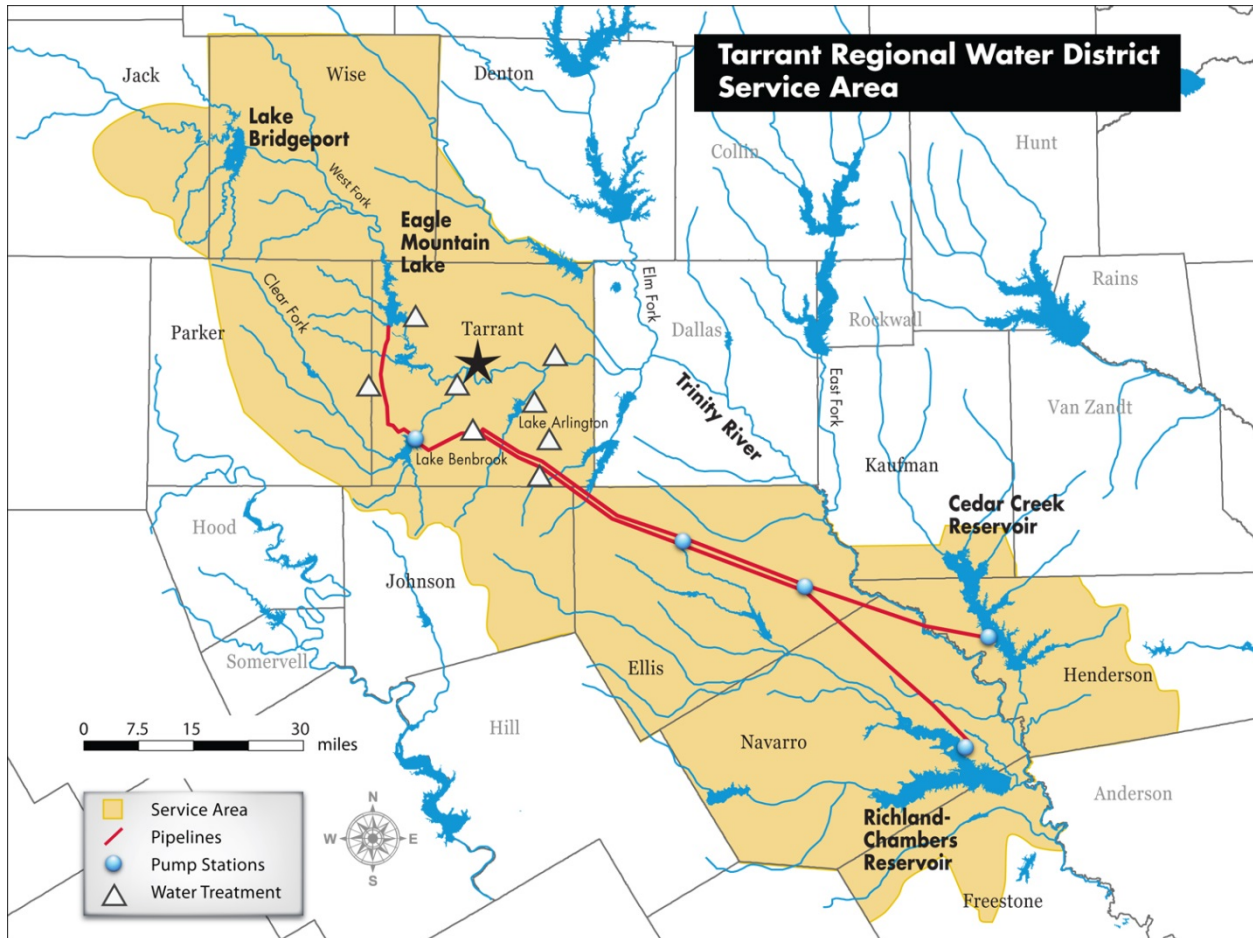 Tarrant Regional Water District
Service Area
Jack
Wise
Denton
Collin
Hunt
Lake
Bridgeport
West Fork
Eagle
Mountain
Lake
Clear Fork
Elm Fork
Rains
Parker
Tarrant
Dallas
Rockwall
Trinity River
East Fork
Van Zandt
Lake Arlington
Lake Benbrook
Kaufman
Cedar Creek
Reservoir
Hood
Johnson
Somervell
Ellis
Henderson
Hill
Navarro
Anderson
Richland-
Chambers
Reservoir
Freestone
0 7.5 15 30 miles
Service Area
Pipelines
Pump Stations
Water Treatment
N
W E
S